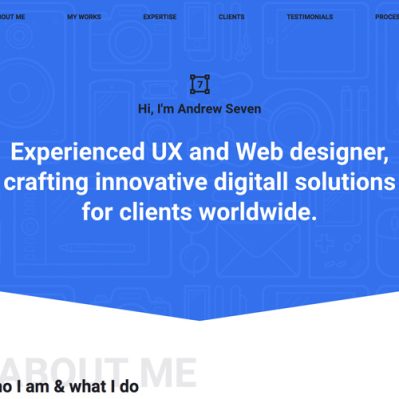 OUT ME MY WORKS EXPERTISE CLIENTS TESTIMONIALS PROCES
7
Hi, I'm Andrew Seven
Experienced UX and Web designer,
crafting innovative digitall solutions
for clients worldwide.
ABOUT ME
o I am & what I do